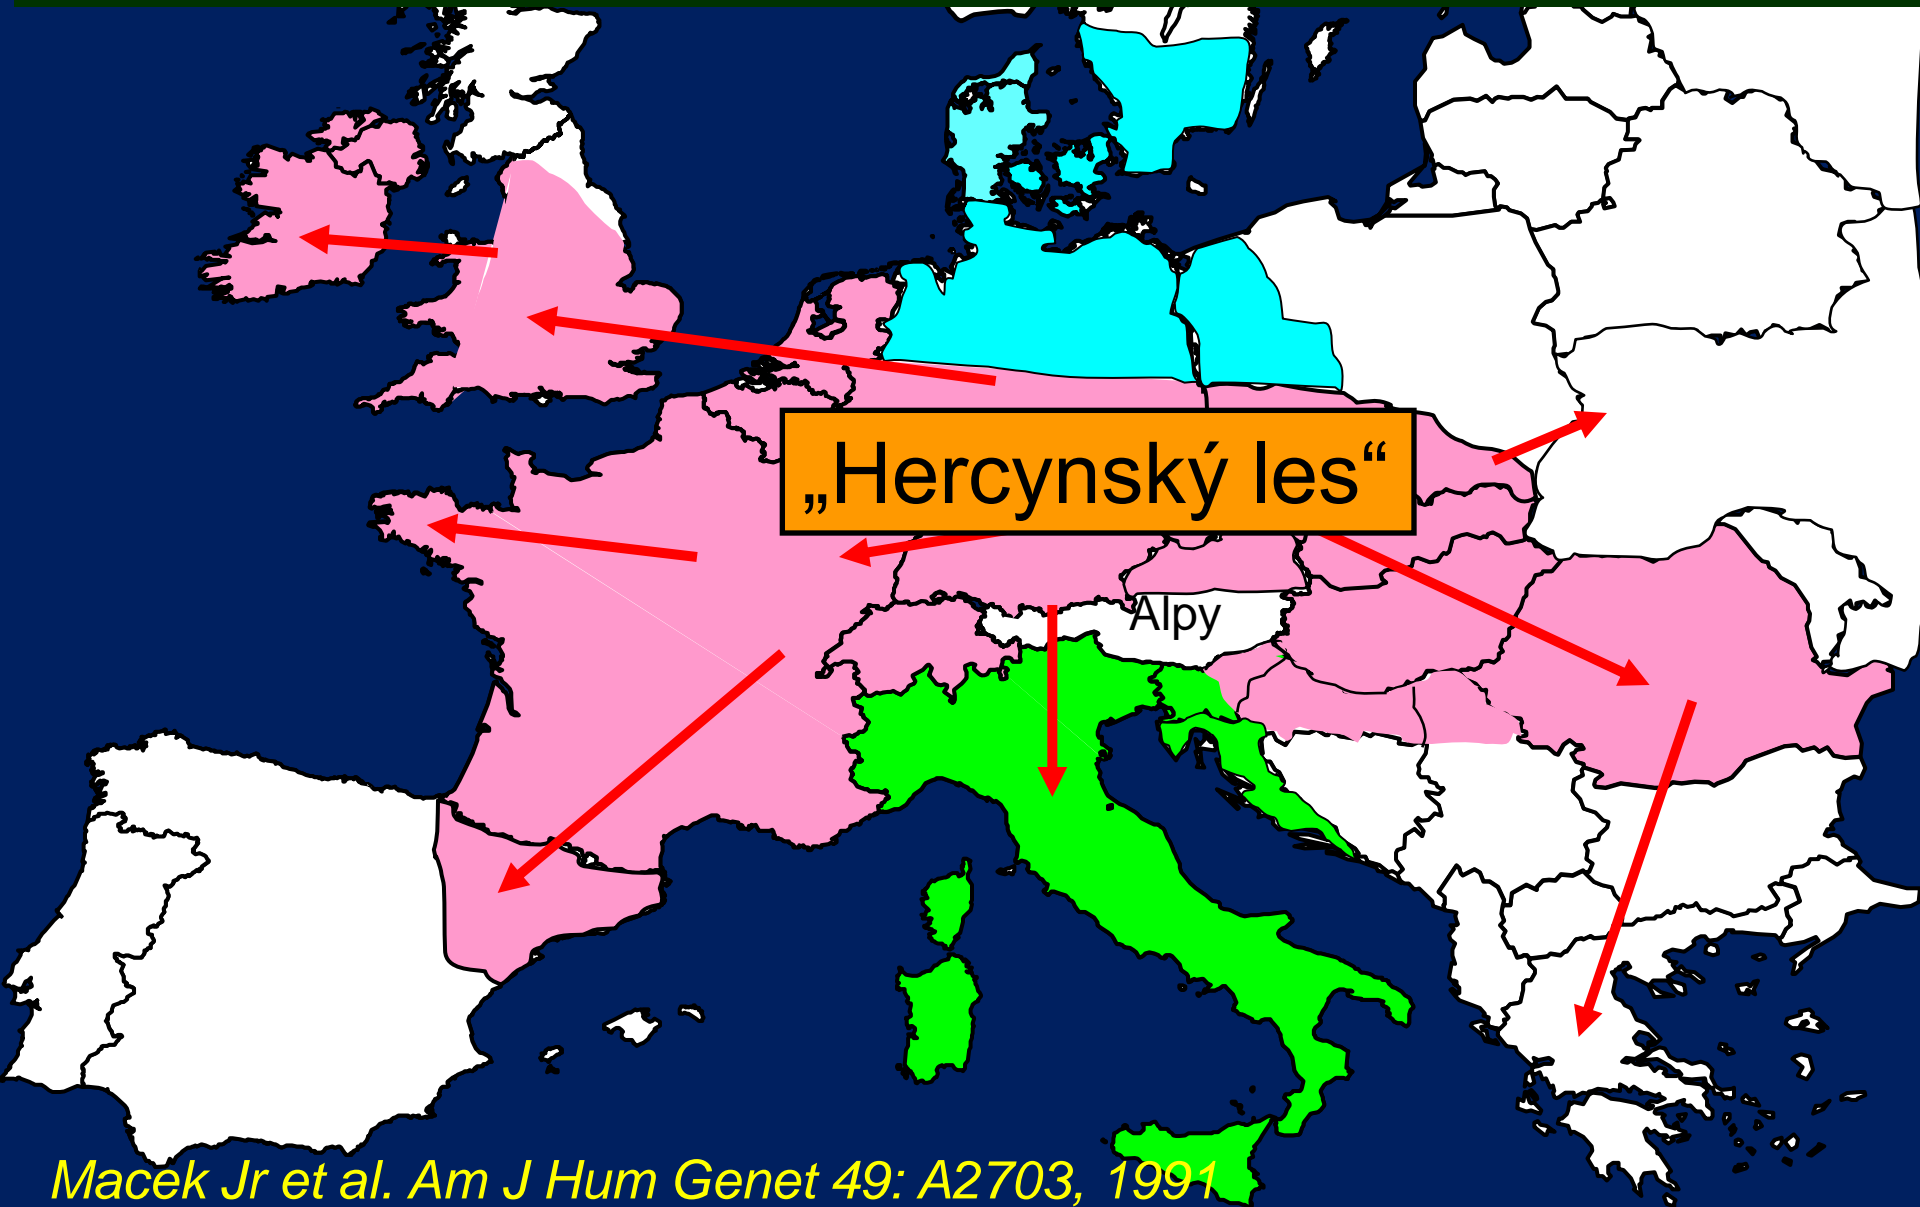 „Hercynský les“
Alpy
Macek Jr et al. Am J Hum Genet 49: A2703, 1991